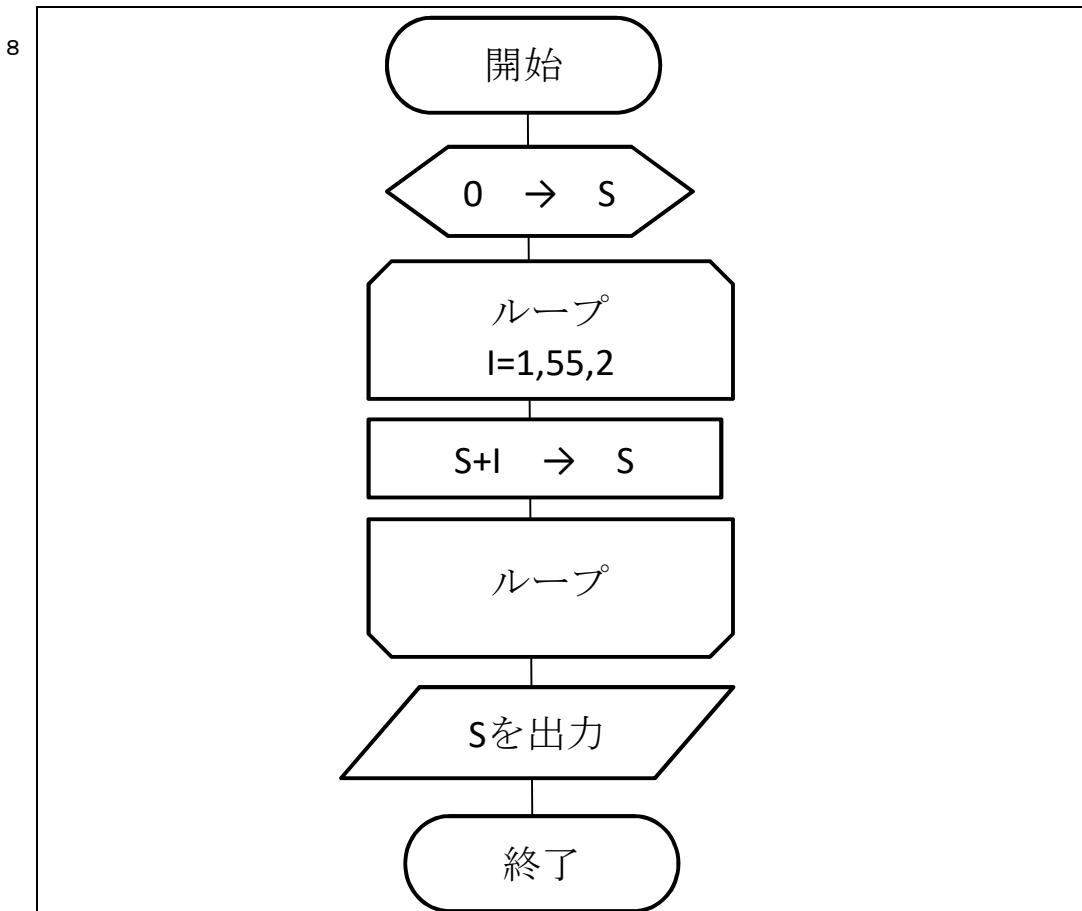 8
開始
0 → S
ループ
I=1,55,2
S+I → S
ループ
Sを出力
終了